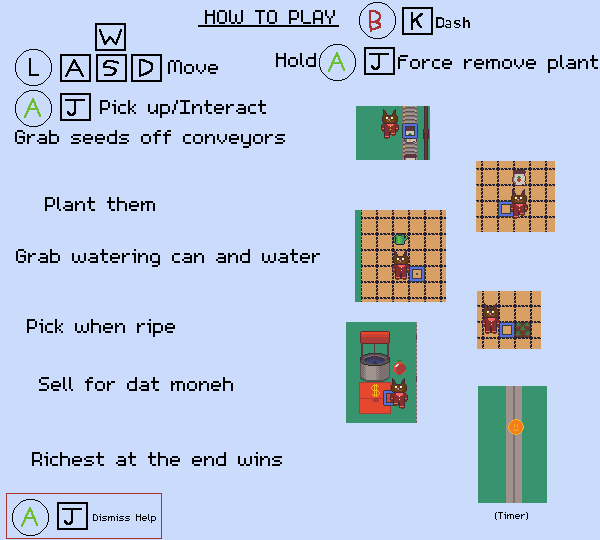 HOW TO PLAY
B K Dash
W
L A S D Move
Hold A J Force remove plant
A J Pick up/Interact
Grab seeds off conveyors
Plant them
Grab watering can and water
Pick when ripe
Sell for dat moneh
$
Richest at the end wins
A J Dismiss Help
(Timer)